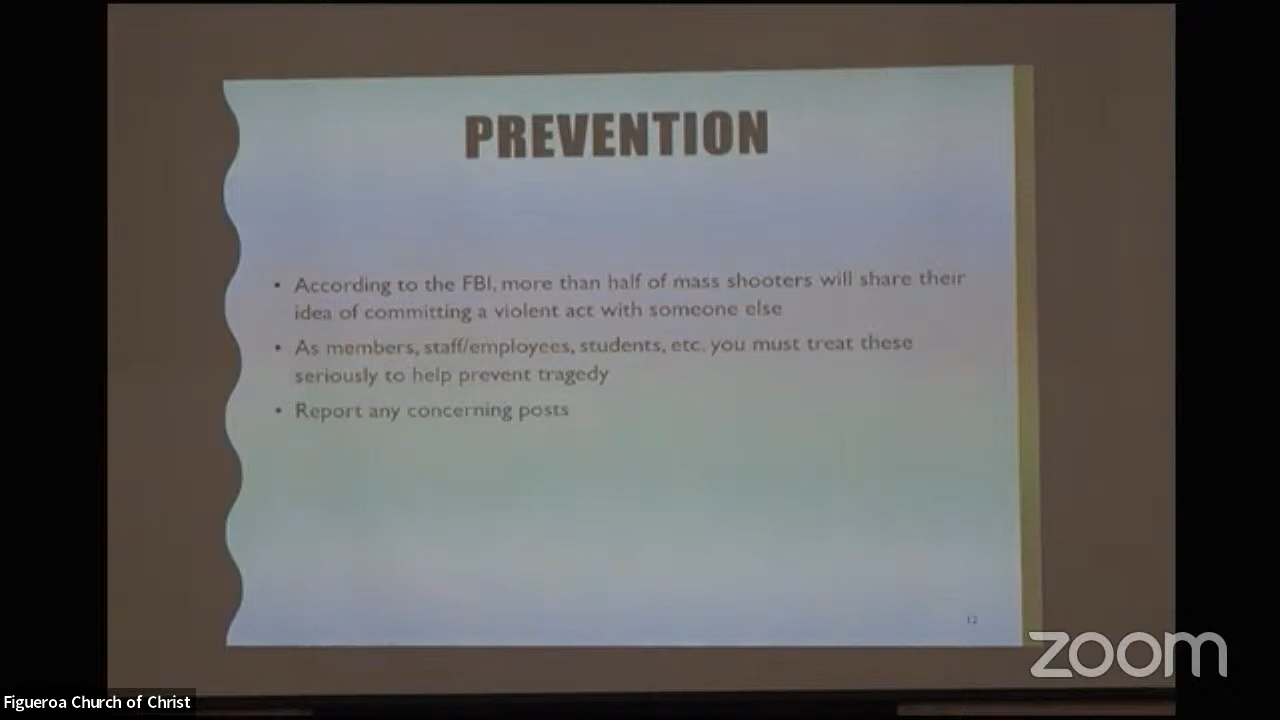 PREVENTION
• According to the FBI, more than half of mass shooters will share their
idea of committing a violent act with someone else
• As members, staff/employees, students, etc. you must treat these
seriously to help prevent tragedy
• Report any concerning posts
12
zoom
Figueroa Church of Christ